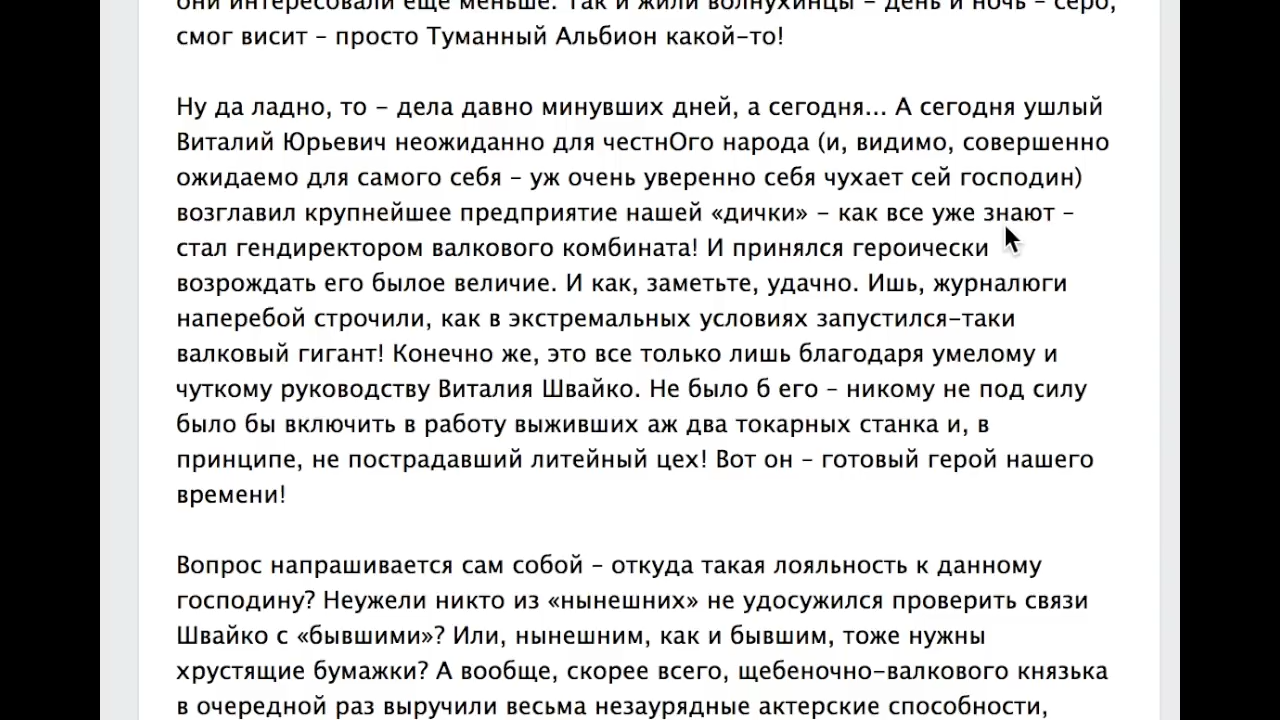 они интересовали еще меньше. Так и жили волнухинцы – день и ночь – серо,
смог висит – просто Туманный Альбион какой-то!
Ну да ладно, то – дела давно минувших дней, а сегодня... А сегодня ушлый
Виталий Юрьевич неожиданно для честнОго народа (и, видимо, совершенно
ожидаемо для самого себя – уж очень уверенно себя чухает сей господин)
возглавил крупнейшее предприятие нашей «дички» – как все уже знают –
стал гендиректором валкового комбината! И принялся героически
возрождать его былое величие. И как, заметьте, удачно. Ишь, журналюги
наперебой строчили, как в экстремальных условиях запустился-таки
валковый гигант! Конечно же, это все только лишь благодаря умелому и
чуткому руководству Виталия Швайко. Не было б его – никому не под силу
было бы включить в работу выживших аж два токарных станка и, в
принципе, не пострадавший литейный цех! Вот он – готовый герой нашего
времени!
Вопрос напрашивается сам собой – откуда такая лояльность к данному
господину? Неужели никто из «нынешних» не удосужился проверить связи
Швайко с «бывшими»? Или, нынешним, как и бывшим, тоже нужны
хрустящие бумажки? А вообще, скорее всего, щебеночно-валкового князька
в очередной раз выручили весьма незаурядные актерские способности,